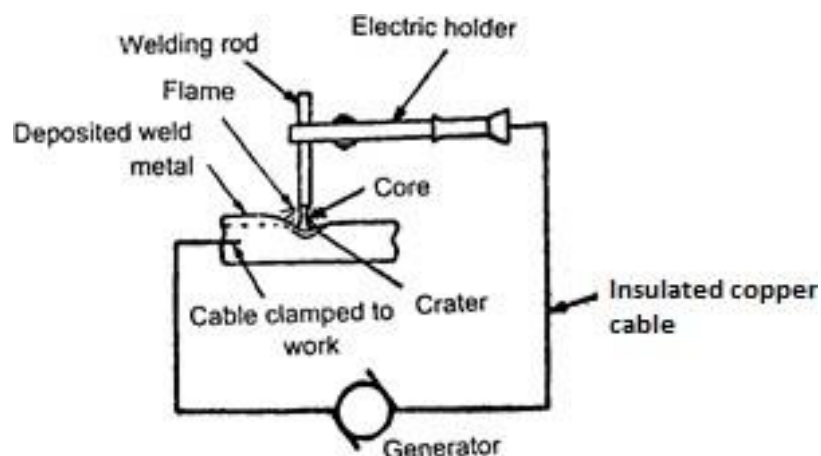 Electric holder
Welding rod
Flame
Deposited weld
metal
Core
Cable clamped to
work
Crater
Insulated copper
cable
Generator